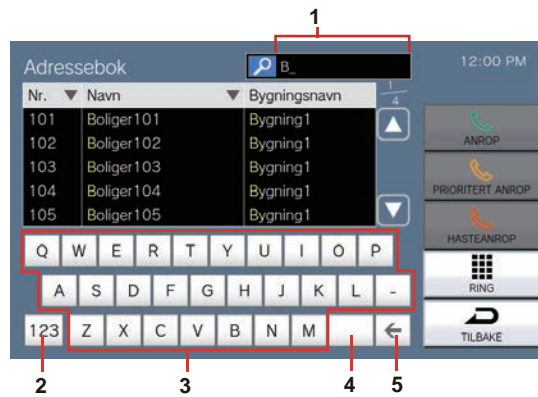 1
Adressebok B_ 12:00 PM
Nr. Navn Bygningsnavn 1/4
101 Boliger101 Bygning1
102 Boliger102 Bygning1
103 Boliger103 Bygning1
104 Boliger104 Bygning1
105 Boliger105 Bygning1
ANROP
PRIORITERT ANROP
HASTEANROP
RING
TILBAKE
Q W E R T Y U I O P
A S D F G H J K L -
123 Z X C V B N M
2 3 4 5